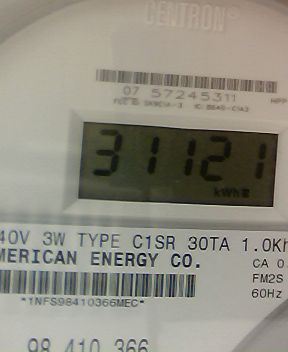 CENTRON®
07 57245311
HPP
31121
kWh
40V 3W TYPE C1SR 30TA 1.0Kh
MERICAN ENERGY CO.
CA 0.
FM2S
60Hz
*1NFS98410366MEC*
98 410 366